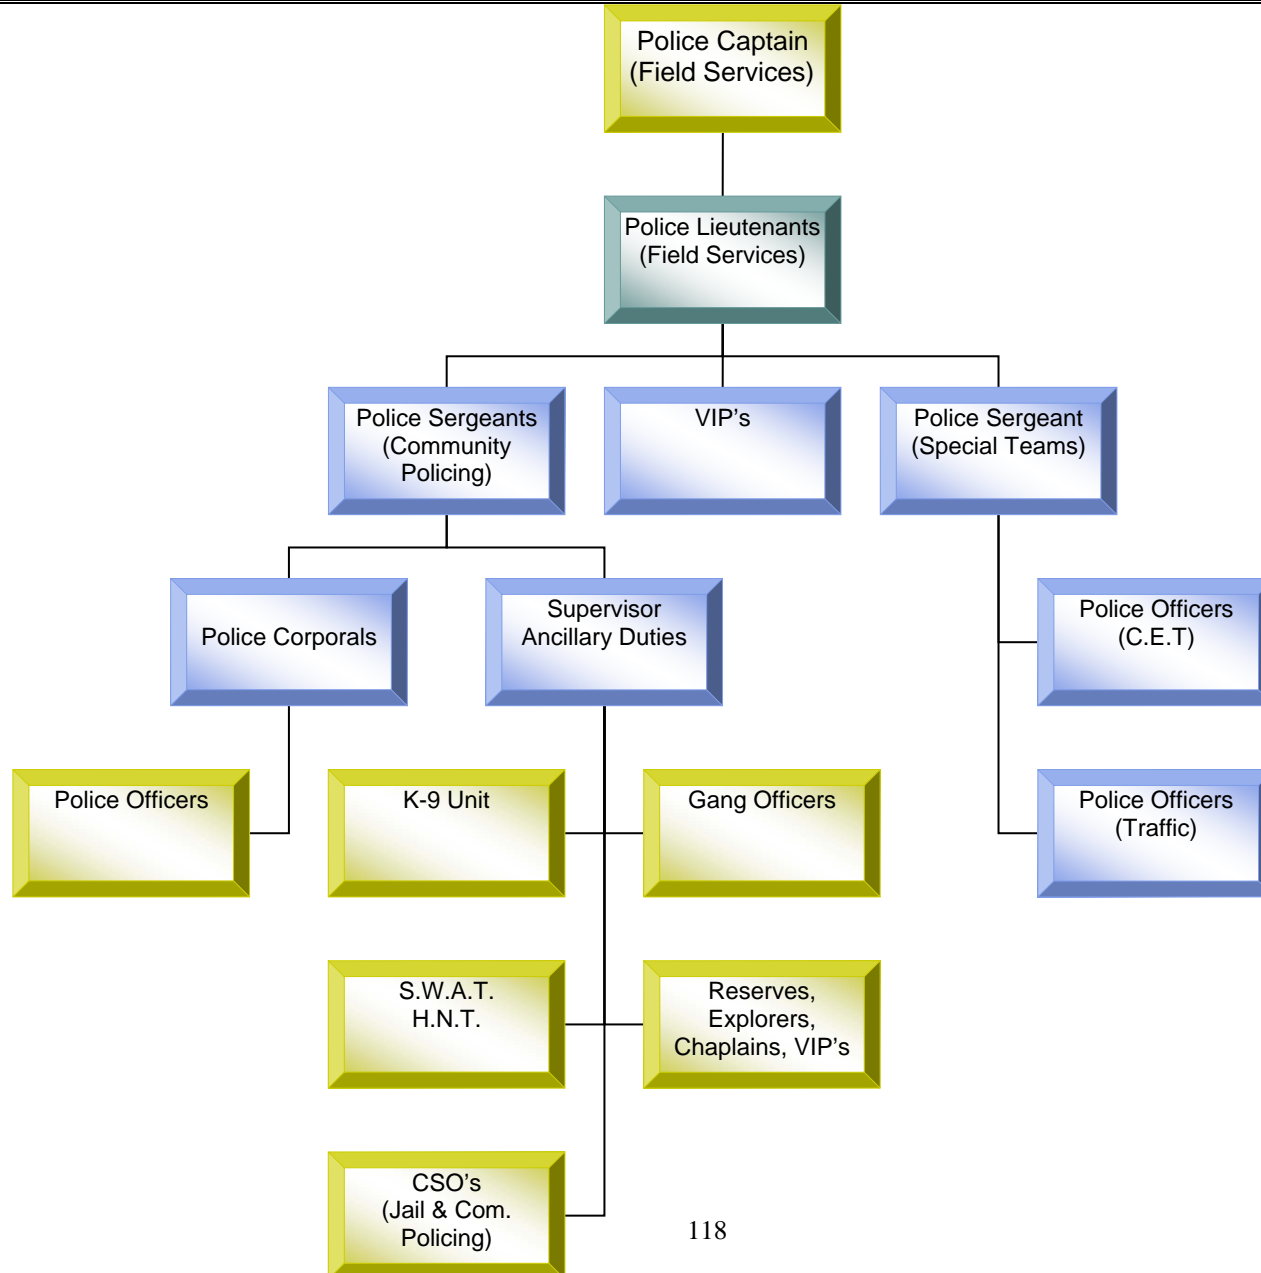 Police Captain
(Field Services)
Police Lieutenants
(Field Services)
Police Sergeants
(Community
Policing)
VIP's
Police Sergeant
(Special Teams)
Police Corporals
Supervisor
Ancillary Duties
Police Officers
(C.E.T)
Police Officers
K-9 Unit
Gang Officers
Police Officers
(Traffic)
S.W.A.T.
H.N.T.
Reserves,
Explorers,
Chaplains, VIP's
CSO's
(Jail & Com.
Policing)
118